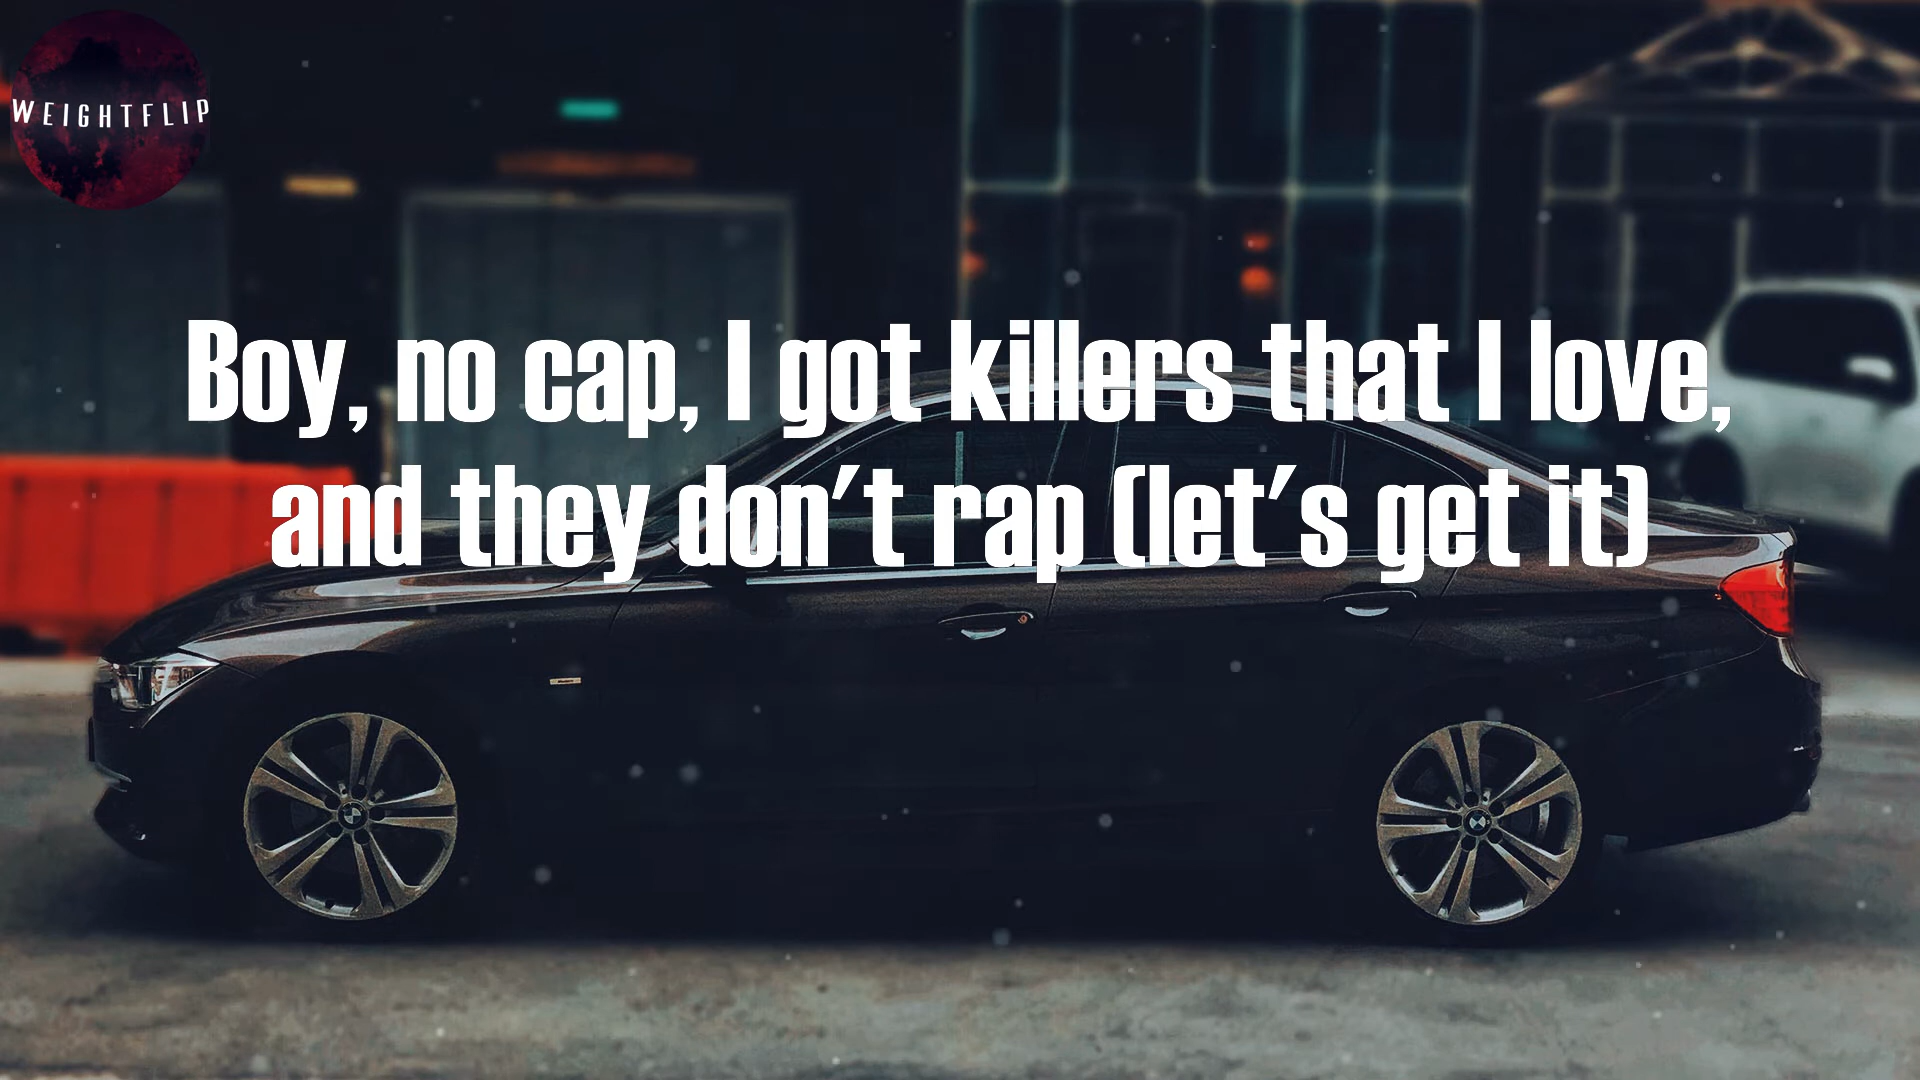 WEIGHTFLIP
Boy, no cap, I got killers that I love,
and they don't rap (let's get it)